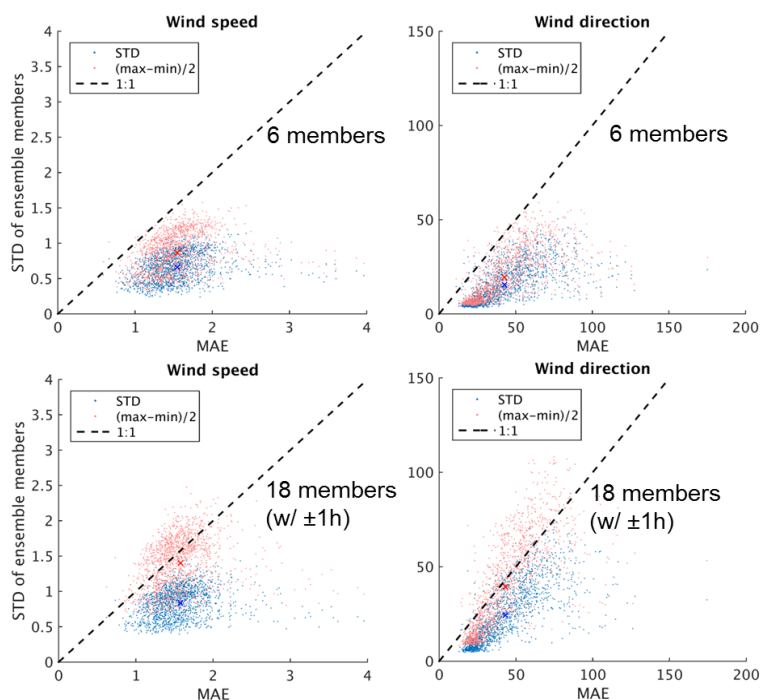 Wind speed
4
3.5
3
2.5
2
1.5
1
0.5
0
STD of ensemble members
STD
(max-min)/2
1:1
6 members
0 1 2 3 4
MAE
Wind direction
150
100
50
0
STD
(max-min)/2
1:1
6 members
0 50 100 150 200
MAE
Wind speed
4
3.5
3
2.5
2
1.5
1
0.5
0
STD of ensemble members
STD
(max-min)/2
1:1
18 members
(w/ ±1h)
0 1 2 3 4
MAE
Wind direction
150
100
50
0
STD
(max-min)/2
1:1
18 members
(w/ ±1h)
0 50 100 150 200
MAE